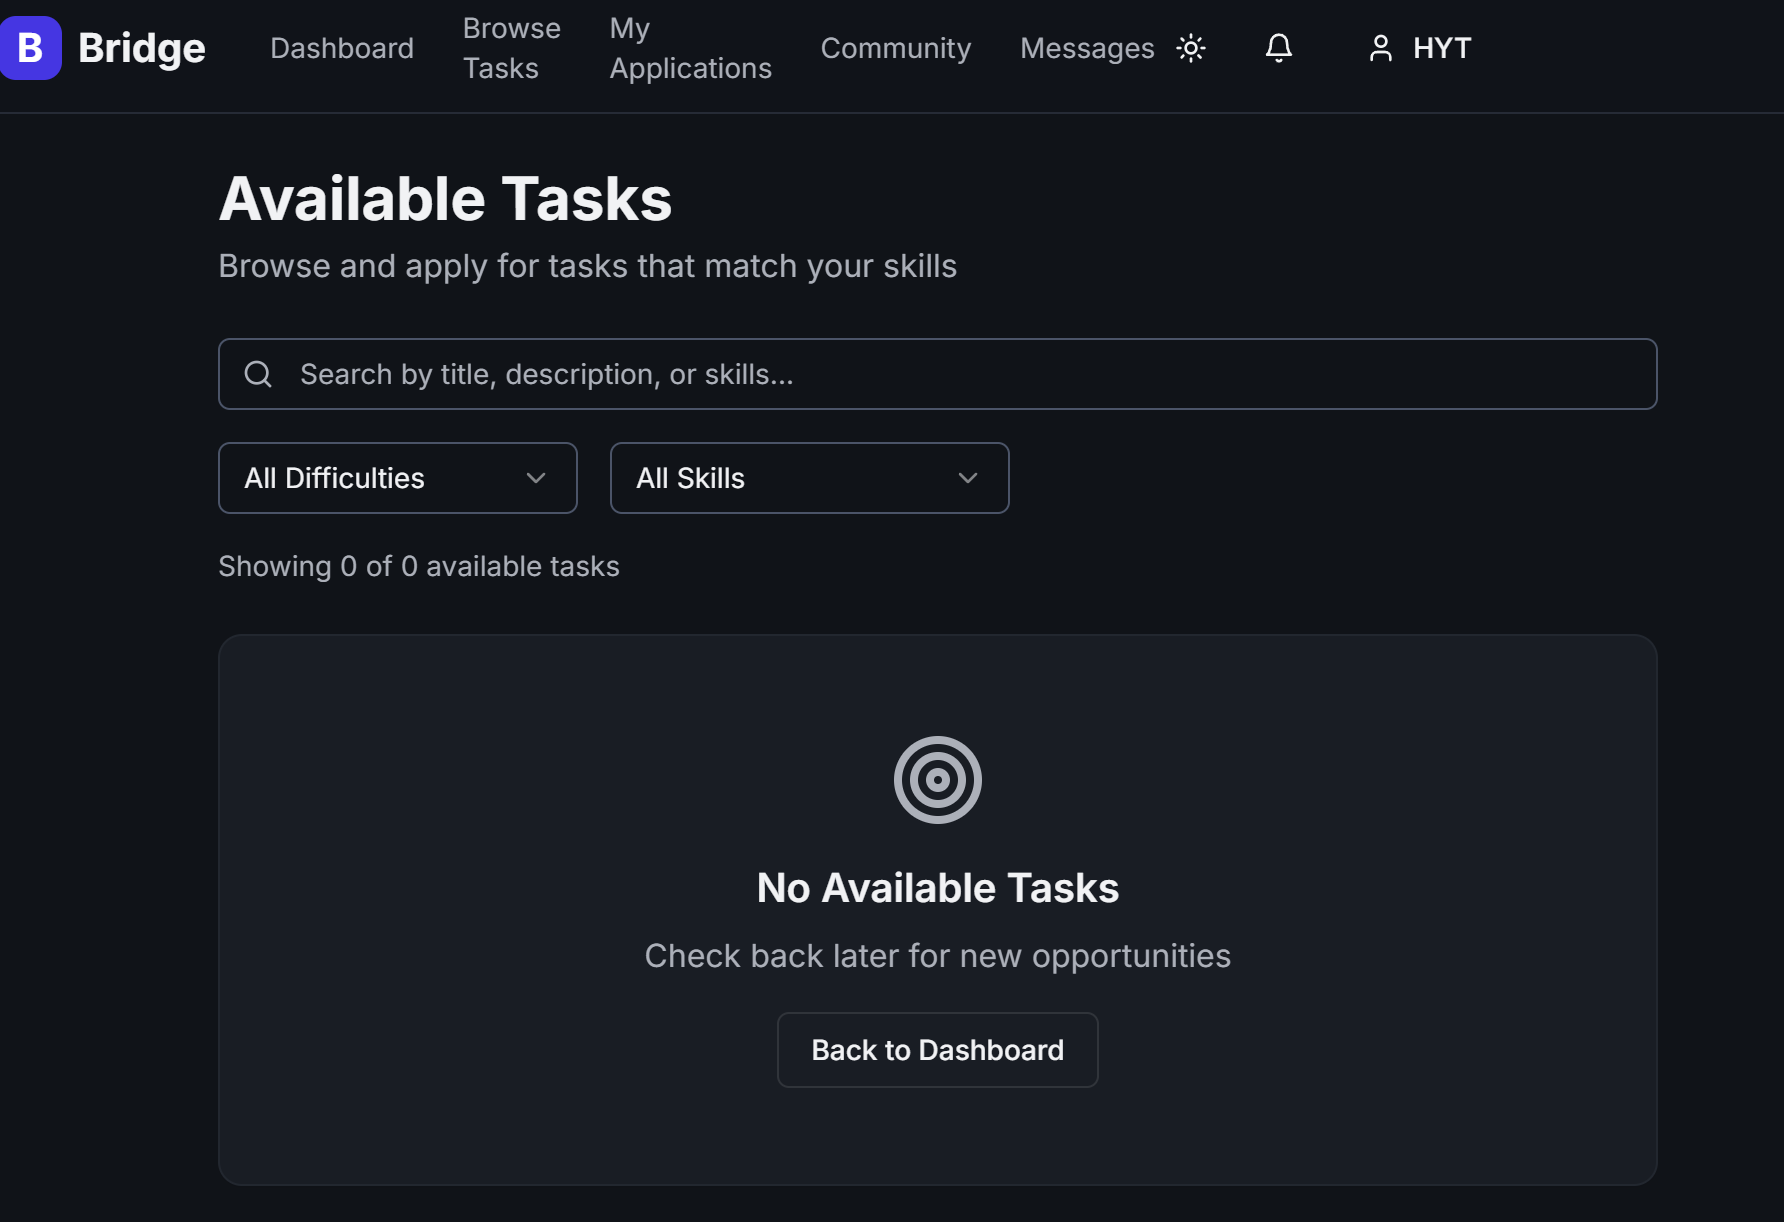 B Bridge
Dashboard
Browse
Tasks
My
Applications
Community
Messages
HYT
Available Tasks
Browse and apply for tasks that match your skills
Search by title, description, or skills...
All Difficulties
All Skills
Showing 0 of 0 available tasks
No Available Tasks
Check back later for new opportunities
Back to Dashboard